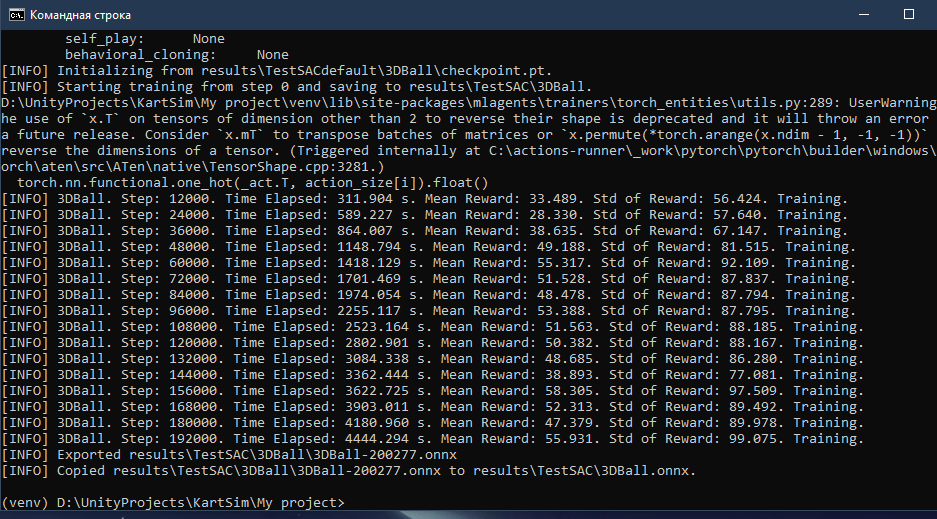 Командная строка
self_play: None
behavioral_cloning: None
[INFO] Initializing from results\TestSACdefault\3DBall\checkpoint.pt.
[INFO] Starting training from step 0 and saving to results\TestSAC\3DBall.
D:\UnityProjects\KartSim\My project\venv\lib\site-packages\mlagents\trainers\torch_entities\utils.py:289: UserWarning
he use of `x.T` on tensors of dimension other than 2 to reverse their shape is deprecated and it will throw an error
a future release. Consider `x.mT` to transpose batches of matrices or `x.permute(*torch.arange(x.ndim - 1, -1, -1))`
reverse the dimensions of a tensor. (Triggered internally at C:\actions-runner\_work\pytorch\pytorch\builder\windows\
orch\aten\src\ATen\native\TensorShape.cpp:3281.)
torch.nn.functional.one_hot(_act.T, action_size[i]).float()
[INFO] 3DBall. Step: 12000. Time Elapsed: 311.904 s. Mean Reward: 33.489. Std of Reward: 56.424. Training.
[INFO] 3DBall. Step: 24000. Time Elapsed: 589.227 s. Mean Reward: 28.330. Std of Reward: 57.640. Training.
[INFO] 3DBall. Step: 36000. Time Elapsed: 864.007 s. Mean Reward: 38.635. Std of Reward: 67.147. Training.
[INFO] 3DBall. Step: 48000. Time Elapsed: 1148.794 s. Mean Reward: 49.188. Std of Reward: 81.515. Training.
[INFO] 3DBall. Step: 60000. Time Elapsed: 1418.129 s. Mean Reward: 55.317. Std of Reward: 92.109. Training.
[INFO] 3DBall. Step: 72000. Time Elapsed: 1701.469 s. Mean Reward: 51.528. Std of Reward: 87.837. Training.
[INFO] 3DBall. Step: 84000. Time Elapsed: 1974.054 s. Mean Reward: 48.478. Std of Reward: 87.794. Training.
[INFO] 3DBall. Step: 96000. Time Elapsed: 2255.117 s. Mean Reward: 53.388. Std of Reward: 87.795. Training.
[INFO] 3DBall. Step: 108000. Time Elapsed: 2523.164 s. Mean Reward: 51.563. Std of Reward: 88.185. Training.
[INFO] 3DBall. Step: 120000. Time Elapsed: 2802.901 s. Mean Reward: 50.382. Std of Reward: 88.167. Training.
[INFO] 3DBall. Step: 132000. Time Elapsed: 3084.338 s. Mean Reward: 48.685. Std of Reward: 86.280. Training.
[INFO] 3DBall. Step: 144000. Time Elapsed: 3362.444 s. Mean Reward: 38.893. Std of Reward: 77.081. Training.
[INFO] 3DBall. Step: 156000. Time Elapsed: 3622.725 s. Mean Reward: 58.305. Std of Reward: 97.509. Training.
[INFO] 3DBall. Step: 168000. Time Elapsed: 3903.011 s. Mean Reward: 52.313. Std of Reward: 89.492. Training.
[INFO] 3DBall. Step: 180000. Time Elapsed: 4180.960 s. Mean Reward: 47.379. Std of Reward: 89.978. Training.
[INFO] 3DBall. Step: 192000. Time Elapsed: 4444.294 s. Mean Reward: 55.931. Std of Reward: 99.075. Training.
[INFO] Exported results\TestSAC\3DBall\3DBall-200277.onnx
[INFO] Copied results\TestSAC\3DBall\3DBall-200277.onnx to results\TestSAC\3DBall.onnx.
(venv) D:\UnityProjects\KartSim\My project>